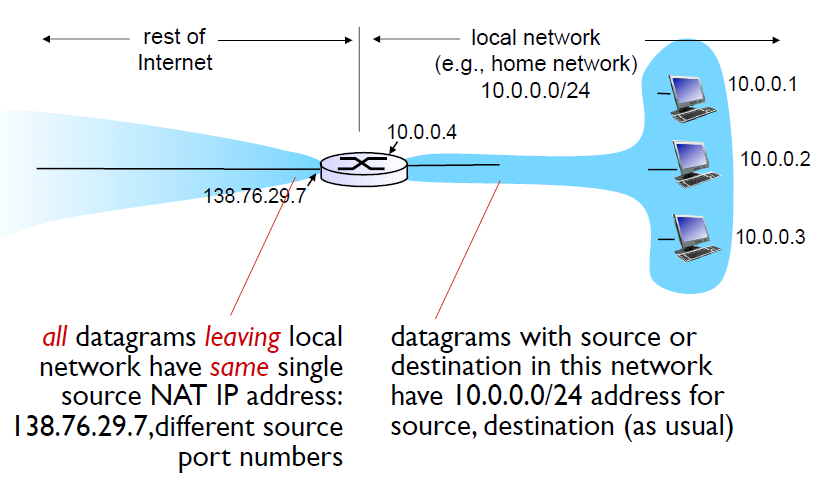 rest of
Internet
local network
(e.g., home network)
10.0.0.0/24
10.0.0.1
10.0.0.4
10.0.0.2
138.76.29.7
10.0.0.3
all datagrams leaving local
network have same single
source NAT IP address:
138.76.29.7,different source
port numbers
datagrams with source or
destination in this network
have 10.0.0.0/24 address for
source, destination (as usual)